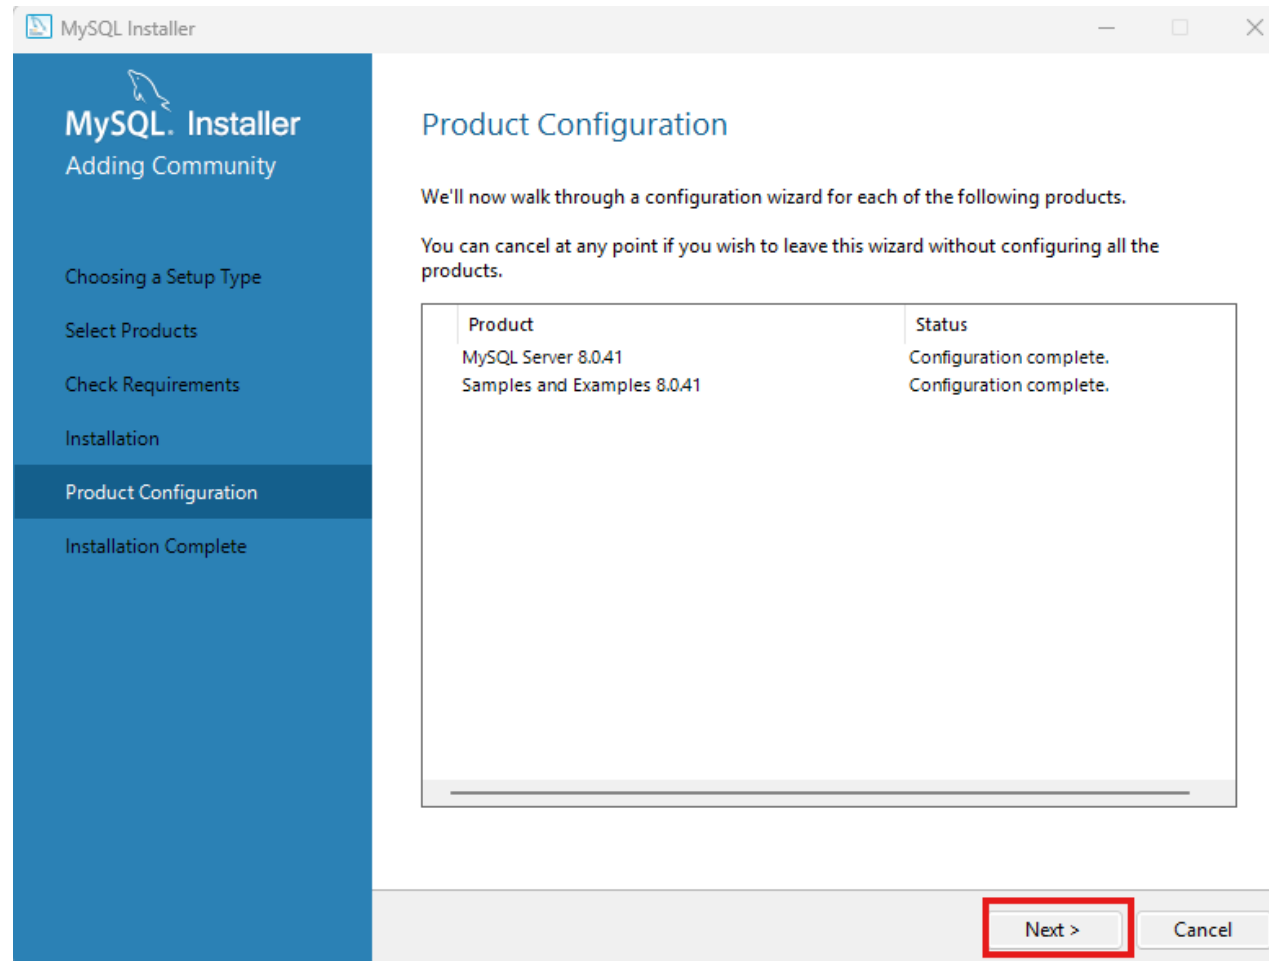 MySQL Installer
MySQL. Installer
Adding Community
Choosing a Setup Type
Select Products
Check Requirements
Installation
Product Configuration
Installation Complete
Product Configuration
We'll now walk through a configuration wizard for each of the following products.
You can cancel at any point if you wish to leave this wizard without configuring all the
products.
Product Status
MySQL Server 8.0.41 Configuration complete.
Samples and Examples 8.0.41 Configuration complete.
Next > Cancel